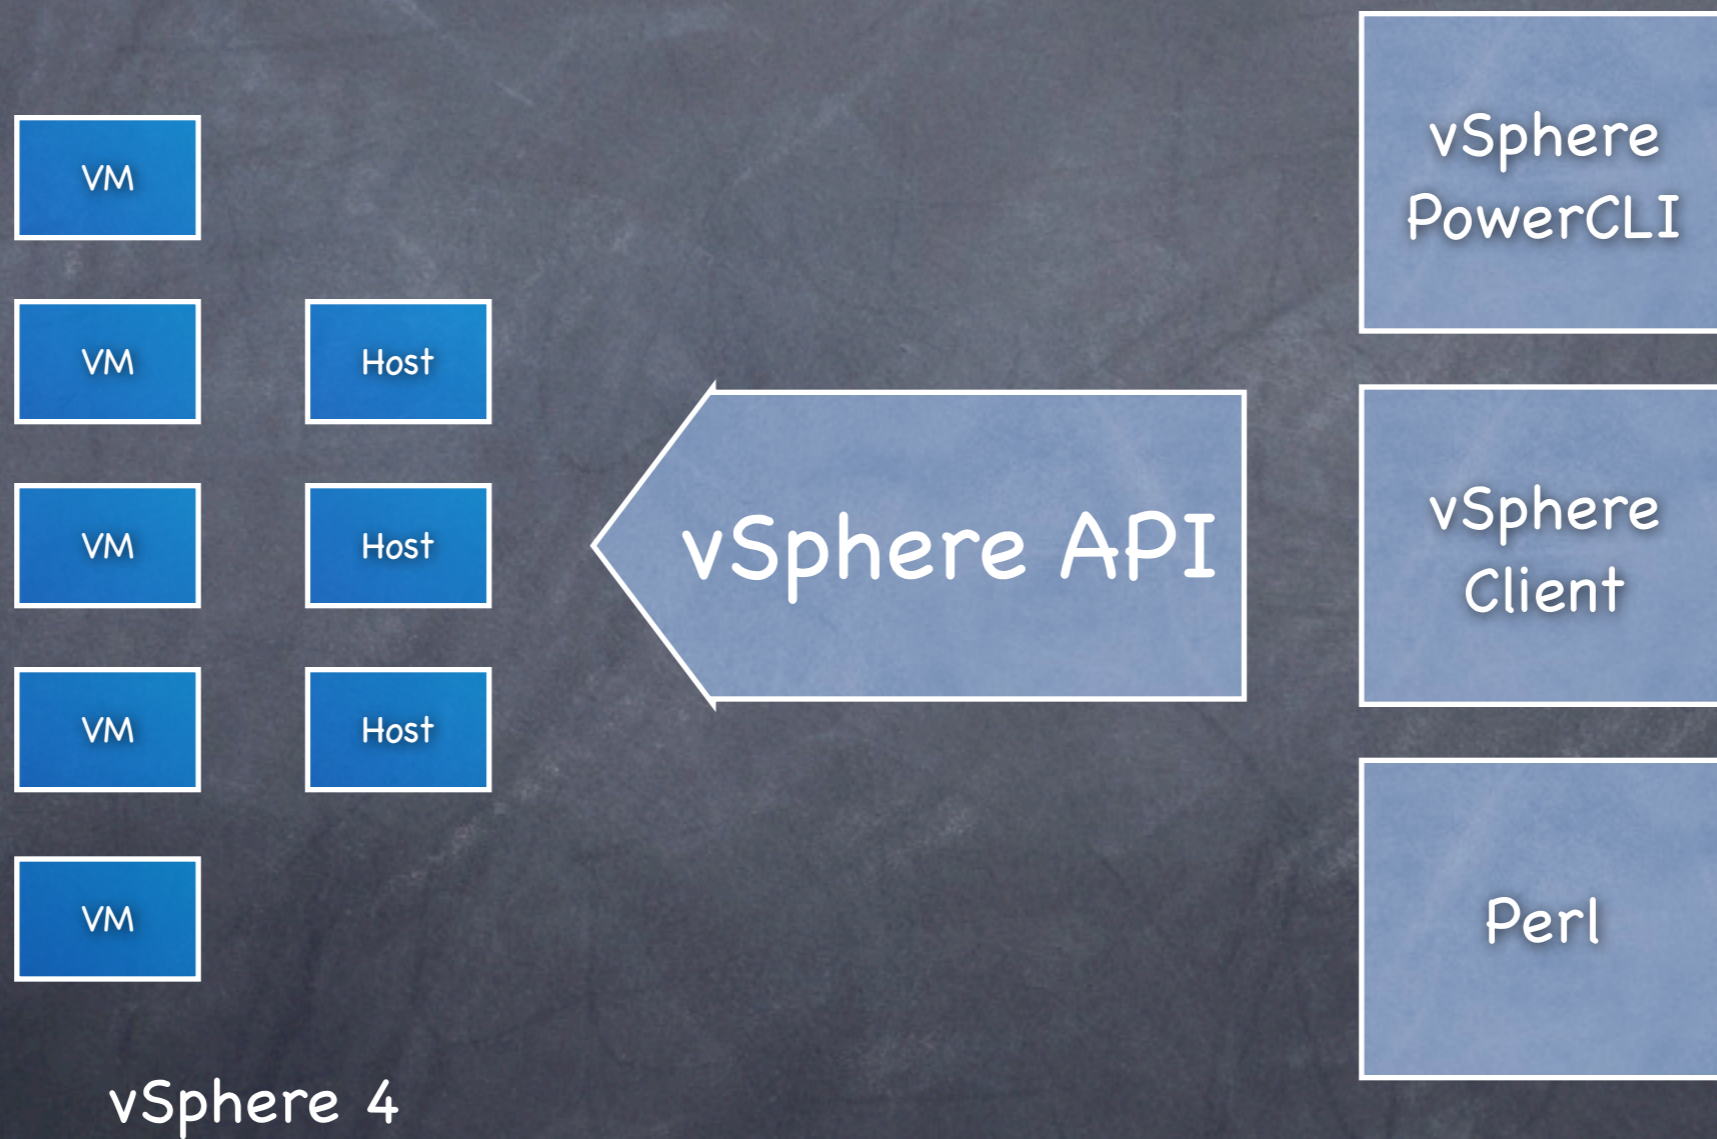 VM
VM
VM
VM
VM
Host
Host
Host
vSphere 4
vSphere API
vSphere
PowerCLI
vSphere
Client
Perl